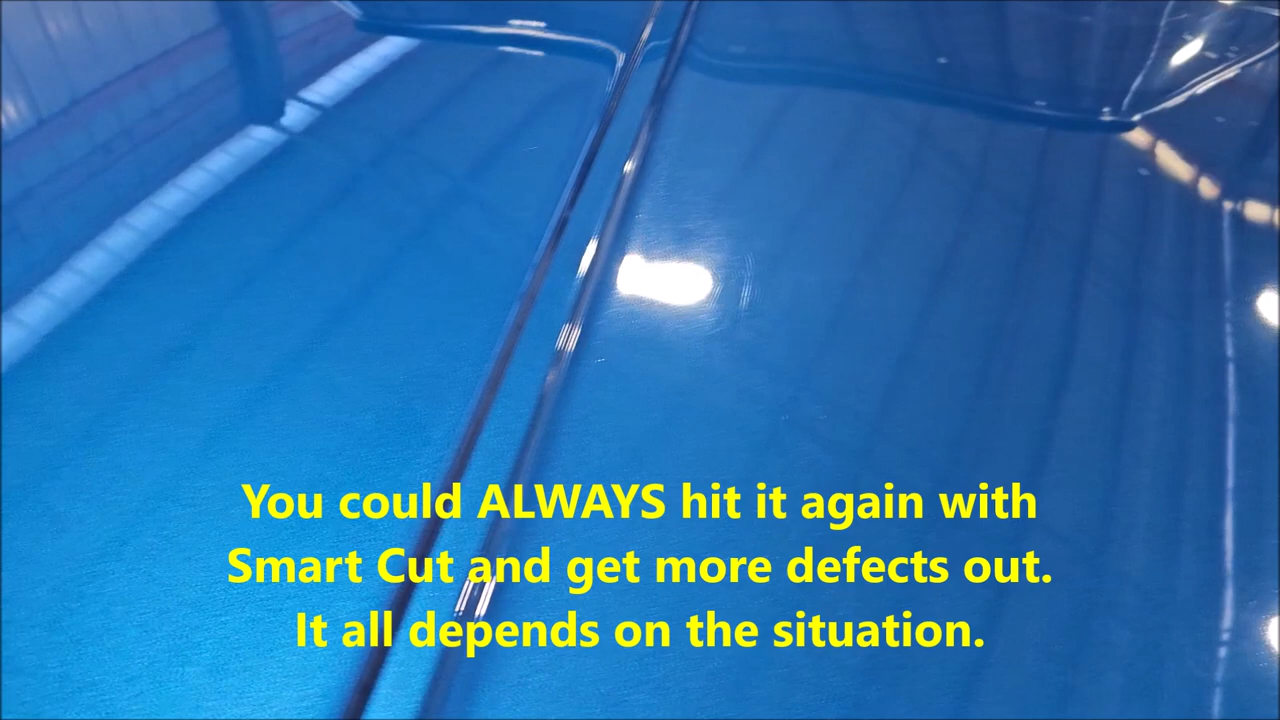 You could ALWAYS hit it again with
Smart Cut and get more defects out.
It all depends on the situation.